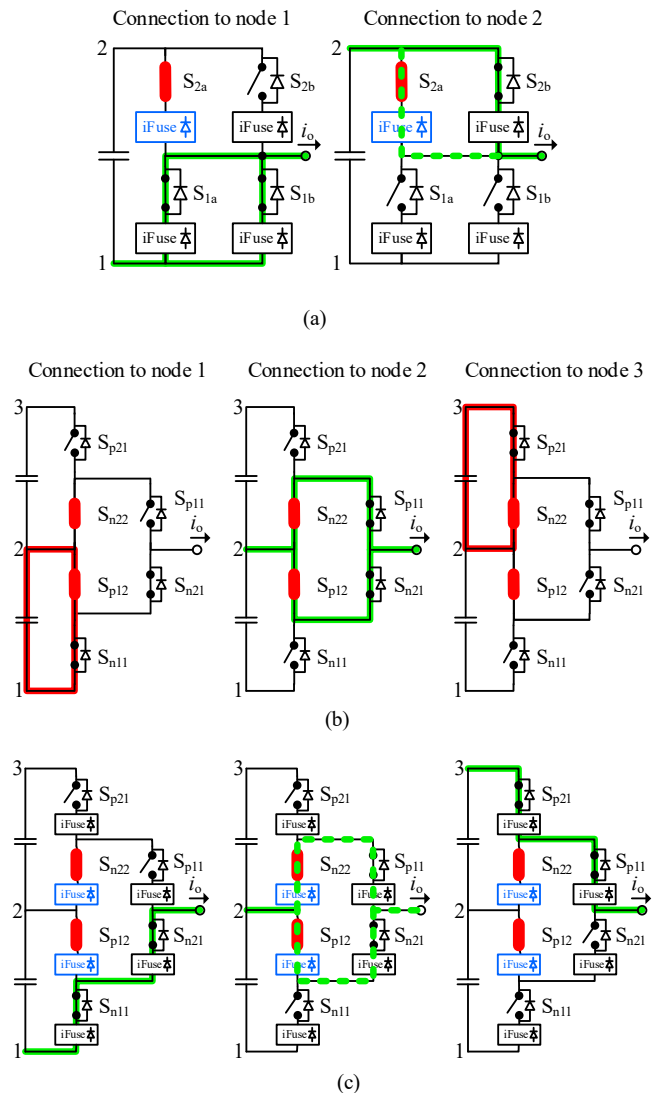 Connection to node 1 Connection to node 2
2 2
S2a S2b S2a S2b
iFuse iFuse iFuse iFuse
io io
S1a S1b S1a S1b
iFuse iFuse iFuse iFuse
1 1
(a)
Connection to node 1 Connection to node 2 Connection to node 3
3 3 3
Sp21 Sp21 Sp21
Sn22 Sp11 Sn22 Sp11 Sn22 Sp11
io io io
2 2 2
Sp12 Sn21 Sp12 Sn21 Sp12 Sn21
Sn11 Sn11 Sn11
1 1 1
(b)
3 3 3
Sp21 Sp21 Sp21
iFuse iFuse iFuse
Sn22 Sp11 Sn22 Sp11 Sn22 Sp11
iFuse iFuse iFuse iFuse iFuse iFuse
io io io
2 2 2
Sp12 Sn21 Sp12 Sn21 Sp12 Sn21
iFuse iFuse iFuse iFuse iFuse iFuse
Sn11 Sn11 Sn11
iFuse iFuse iFuse
1 1 1
(c)